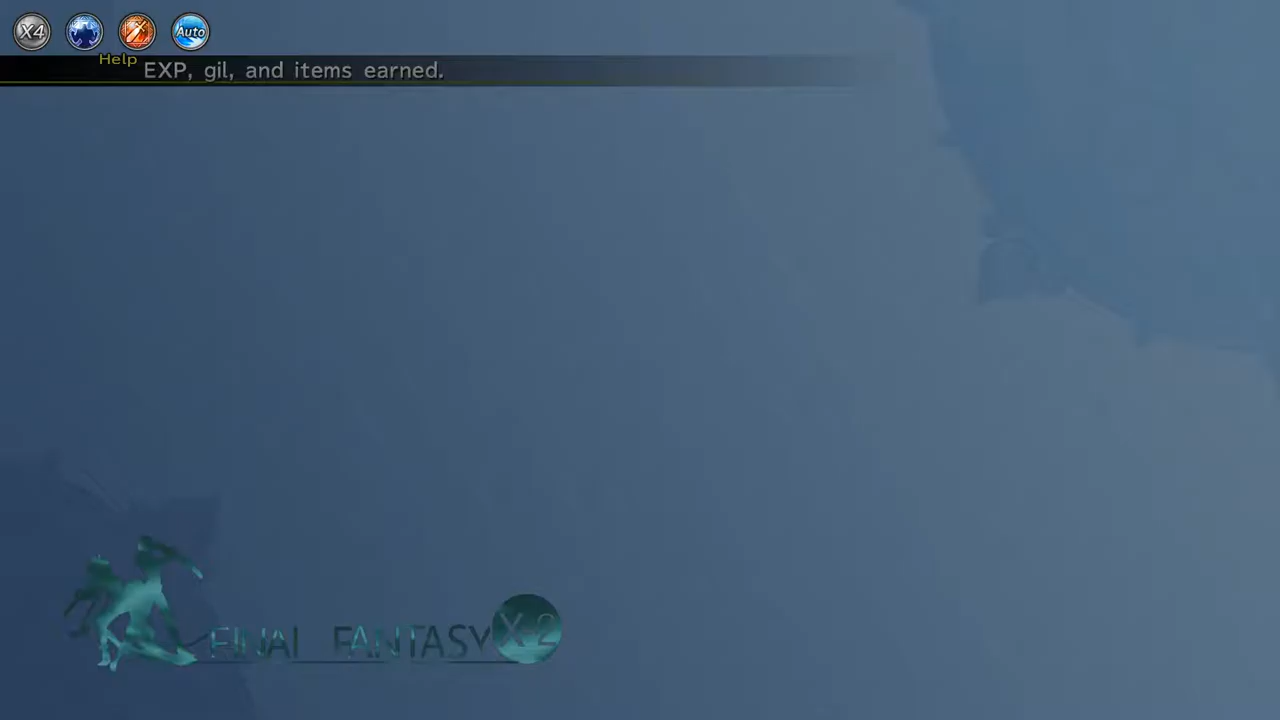 X4
Auto
Help
EXP, gil, and items earned.
FINAL FANTASY X-2